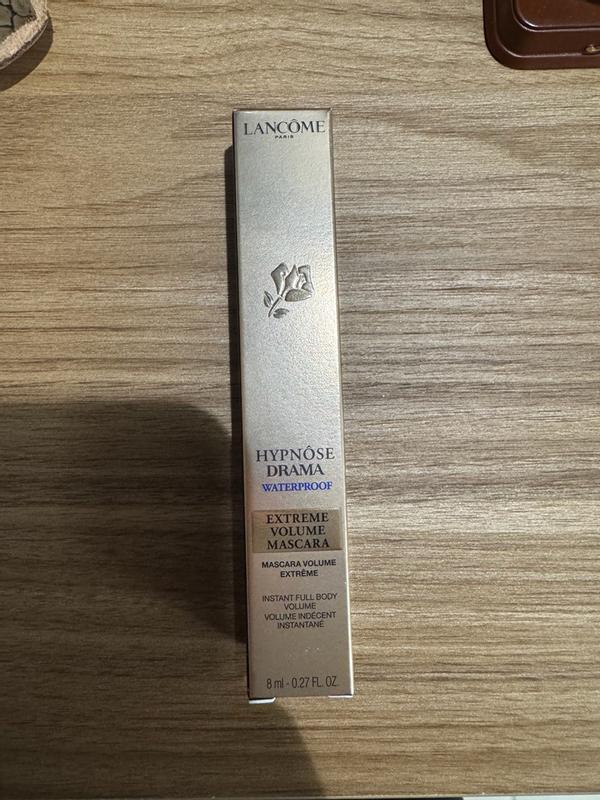 LANCÔME
PARIS
HYPNÔSE
DRAMA
WATERPROOF
EXTREME
VOLUME
MASCARA
MASCARA VOLUME
EXTRÊME
INSTANT FULL BODY
VOLUME
VOLUME INDÉCENT
INSTANTANÉ
8 ml - 0.27 FL. OZ.